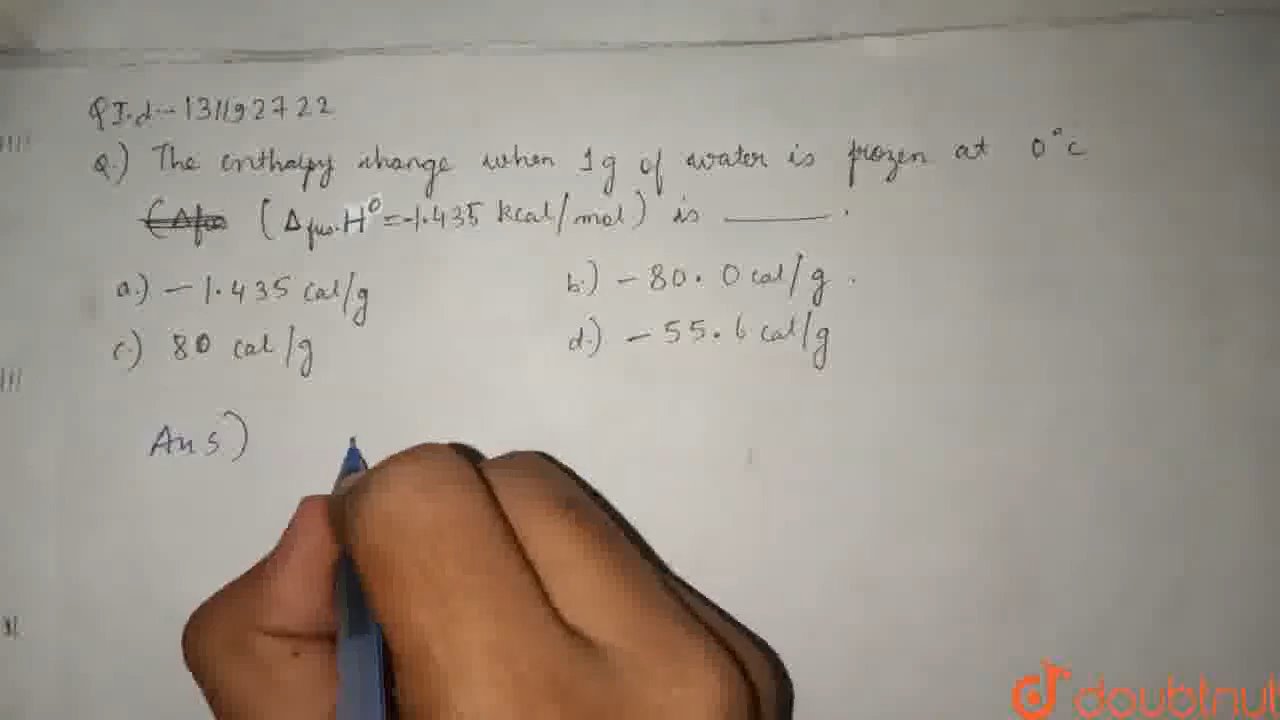 Q I.d-- 131192722
Q.) The enthalpy change when 1g of water is frozen at 0°c
(Δfus.H° = -1.435 kcal/mol) is ______.
a.) - 1.435 cal/g
b.) - 80.0 cal/g.
c.) 80 cal/g
d.) - 55.6 cal/g
Ans)
doubtnut